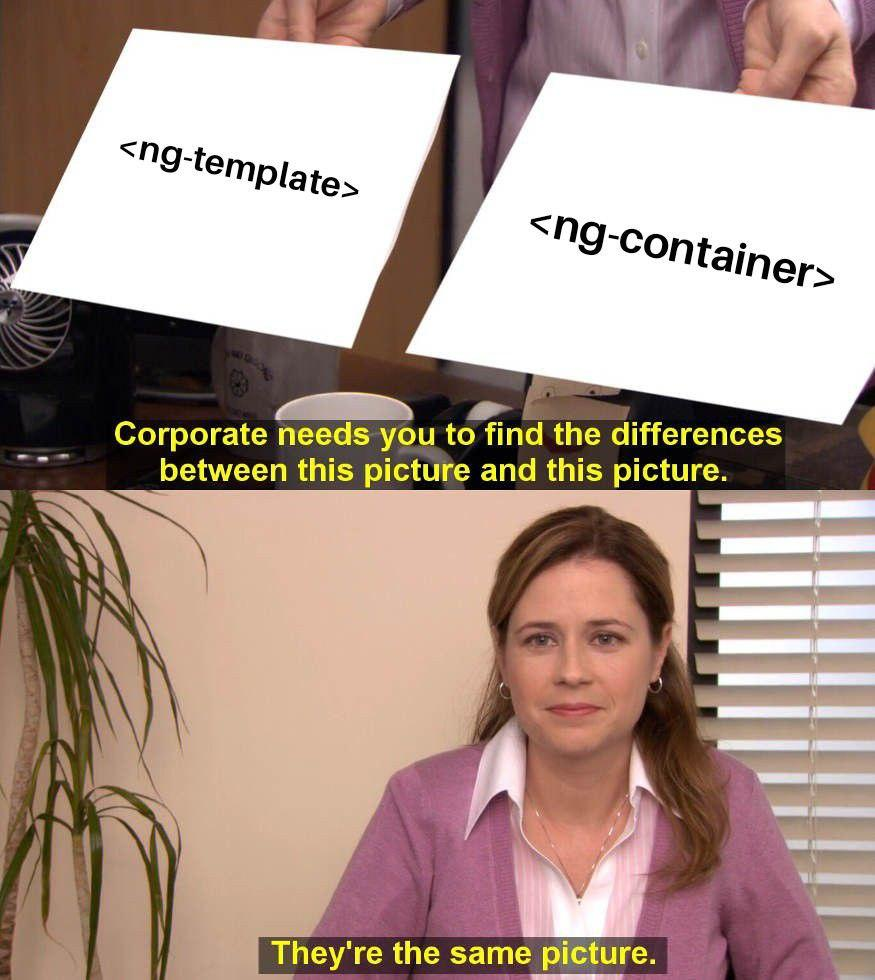 <ng-template>
<ng-container>
Corporate needs you to find the differences
between this picture and this picture.
They're the same picture.